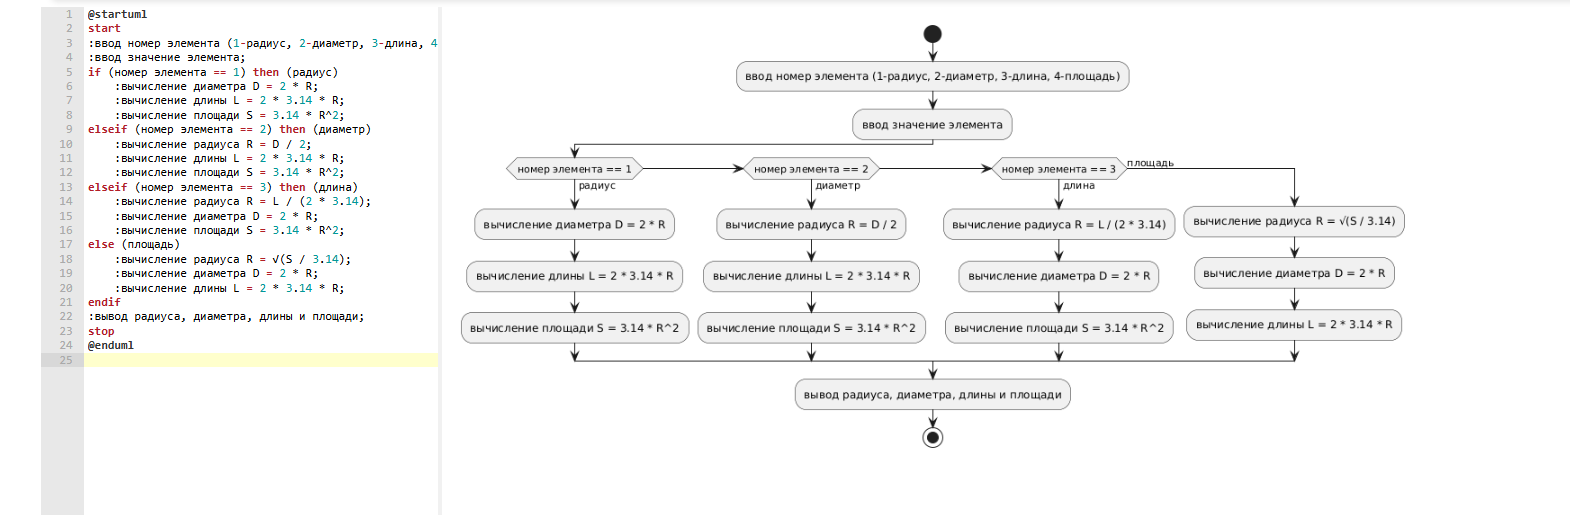 1 @startuml
2 start
3 :ввод номер элемента (1-радиус, 2-диаметр, 3-длина, 4
4 :ввод значение элемента;
5 if (номер элемента == 1) then (радиус)
6 :вычисление диаметра D = 2 * R;
7 :вычисление длины L = 2 * 3.14 * R;
8 :вычисление площади S = 3.14 * R^2;
9 elseif (номер элемента == 2) then (диаметр)
10 :вычисление радиуса R = D / 2;
11 :вычисление длины L = 2 * 3.14 * R;
12 :вычисление площади S = 3.14 * R^2;
13 elseif (номер элемента == 3) then (длина)
14 :вычисление радиуса R = L / (2 * 3.14);
15 :вычисление диаметра D = 2 * R;
16 :вычисление площади S = 3.14 * R^2;
17 else (площадь)
18 :вычисление радиуса R = √(S / 3.14);
19 :вычисление диаметра D = 2 * R;
20 :вычисление длины L = 2 * 3.14 * R;
21 endif
22 :вывод радиуса, диаметра, длины и площади;
23 stop
24 @enduml
25
ввод номер элемента (1-радиус, 2-диаметр, 3-длина, 4-площадь)
ввод значение элемента
номер элемента == 1
радиус
вычисление диаметра D = 2 * R
вычисление длины L = 2 * 3.14 * R
вычисление площади S = 3.14 * R^2
номер элемента == 2
диаметр
вычисление радиуса R = D / 2
вычисление длины L = 2 * 3.14 * R
вычисление площади S = 3.14 * R^2
номер элемента == 3
длина
вычисление радиуса R = L / (2 * 3.14)
вычисление диаметра D = 2 * R
вычисление площади S = 3.14 * R^2
площадь
вычисление радиуса R = √(S / 3.14)
вычисление диаметра D = 2 * R
вычисление длины L = 2 * 3.14 * R
вывод радиуса, диаметра, длины и площади